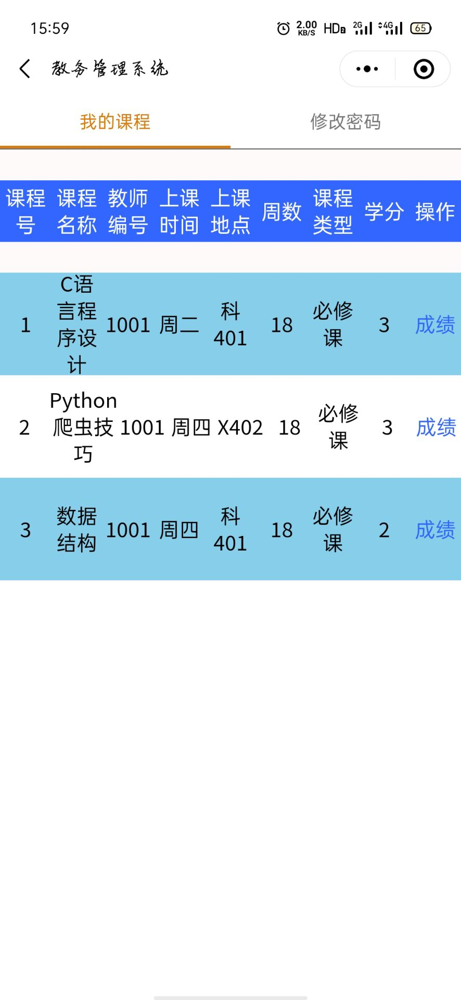 15:59
2.00
KB/S
HD2
2G
4G
65
教务管理系统
我的课程
修改密码
课程号
课程名称
教师编号
上课时间
上课地点
周数
课程类型
学分
操作
1
C语言程序设计
1001
周二
科401
18
必修课
3
成绩
2
Python爬虫技巧
1001
周四
X402
18
必修课
3
成绩
3
数据结构
1001
周四
科401
18
必修课
2
成绩